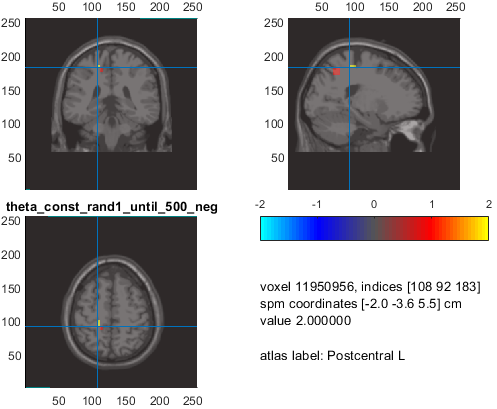 50 100 150 200 250
250
200
150
100
50
50 100 150 200 250
250
200
150
100
50
theta_const_rand1_until_500_neg
250
200
150
100
50
50 100 150 200 250
-2 -1 0 1 2
voxel 11950956, indices [108 92 183]
spm coordinates [-2.0 -3.6 5.5] cm
value 2.000000
atlas label: Postcentral L